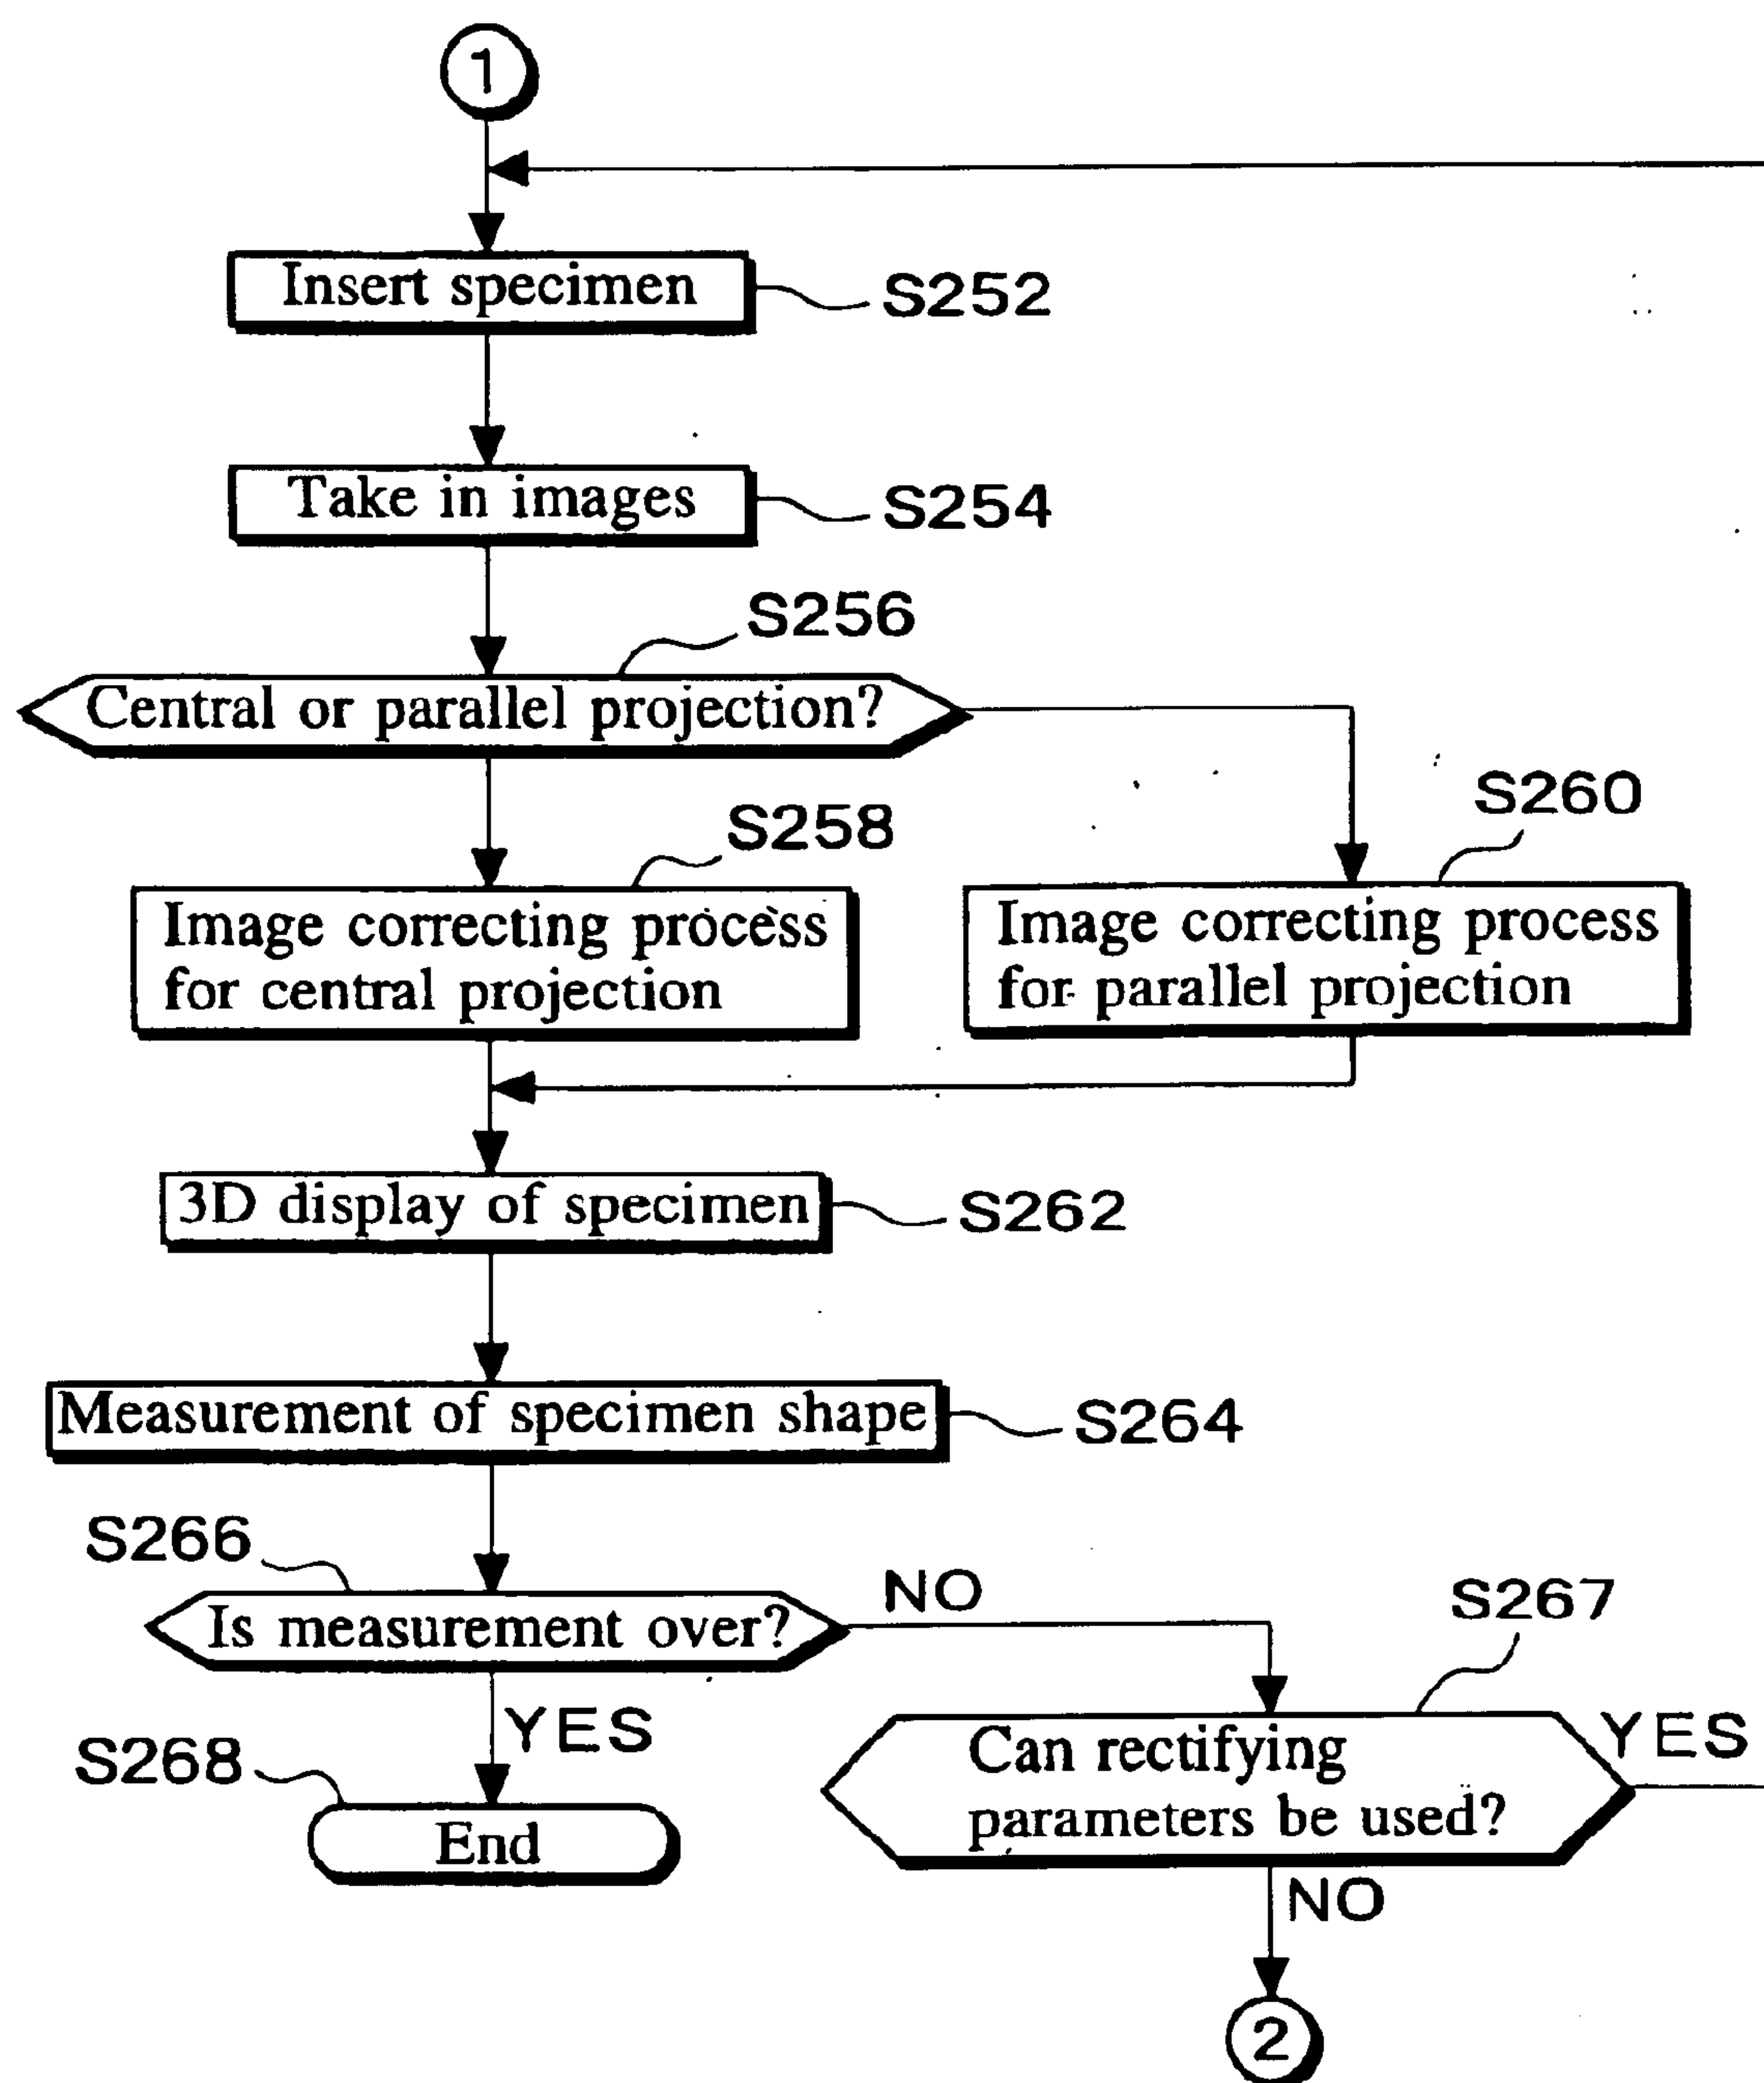 1
Insert specimen
S252
Take in images
S254
S256
Central or parallel projection?
S258
S260
Image correcting process
for central projection
Image correcting process
for parallel projection
3D display of specimen
S262
Measurement of specimen shape
S264
S266
Is measurement over?
NO
S267
YES
S268
End
Can rectifying
parameters be used?
YES
NO
2